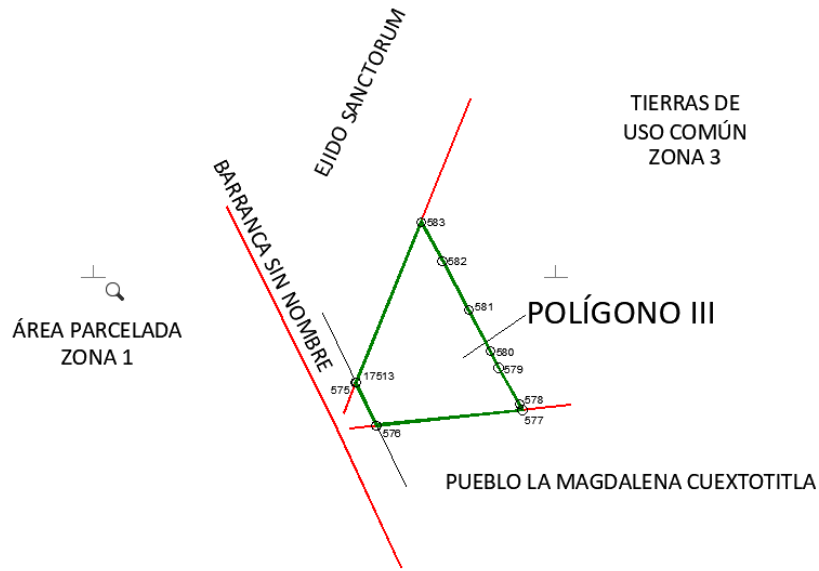 EJIDO SANCTORUM
TIERRAS DE
USO COMÚN
ZONA 3
BARRANCA SIN NOMBRE
583
582
581
POLÍGONO III
ÁREA PARCELADA
ZONA 1
580
579
17513
575
578
577
576
PUEBLO LA MAGDALENA CUEXTOTITLA